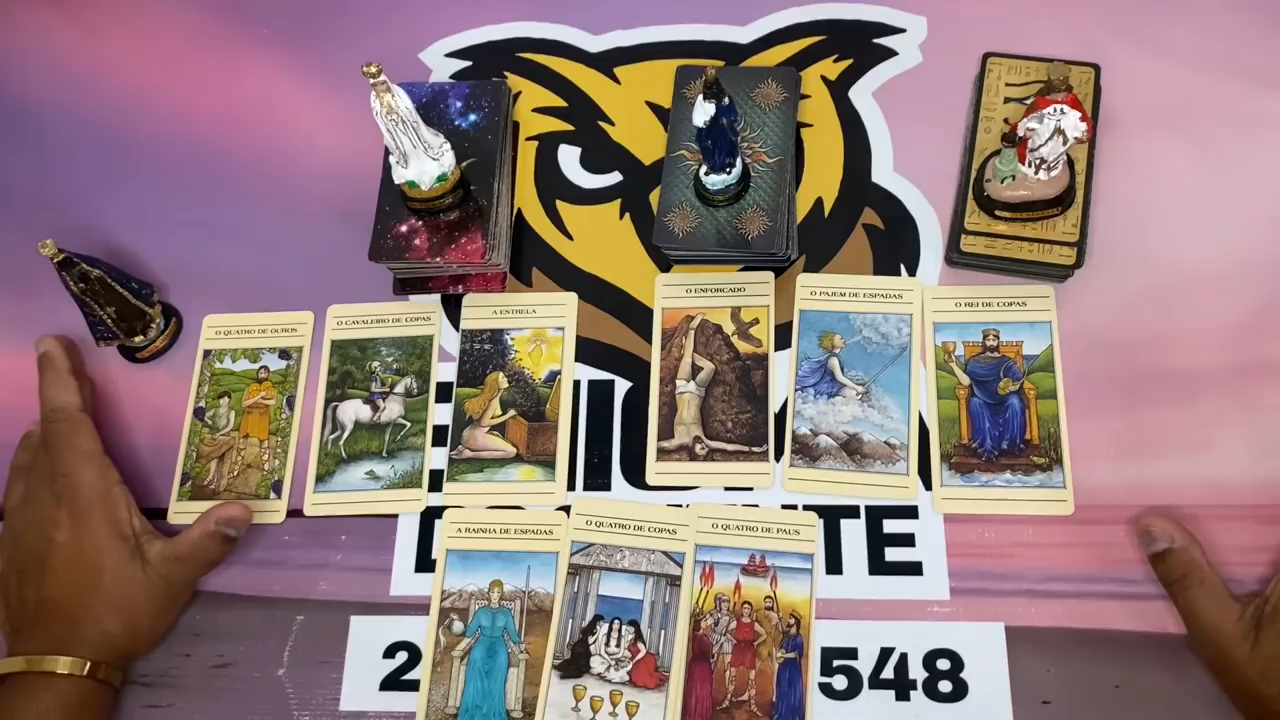 O QUATRO DE OUROS
O CAVALEIRO DE COPAS
A ESTRELA
O ENFORCADO
O PAJEM DE ESPADAS
O REI DE COPAS
A RAINHA DE ESPADAS
O QUATRO DE COPAS
O QUATRO DE PAUS
2
548